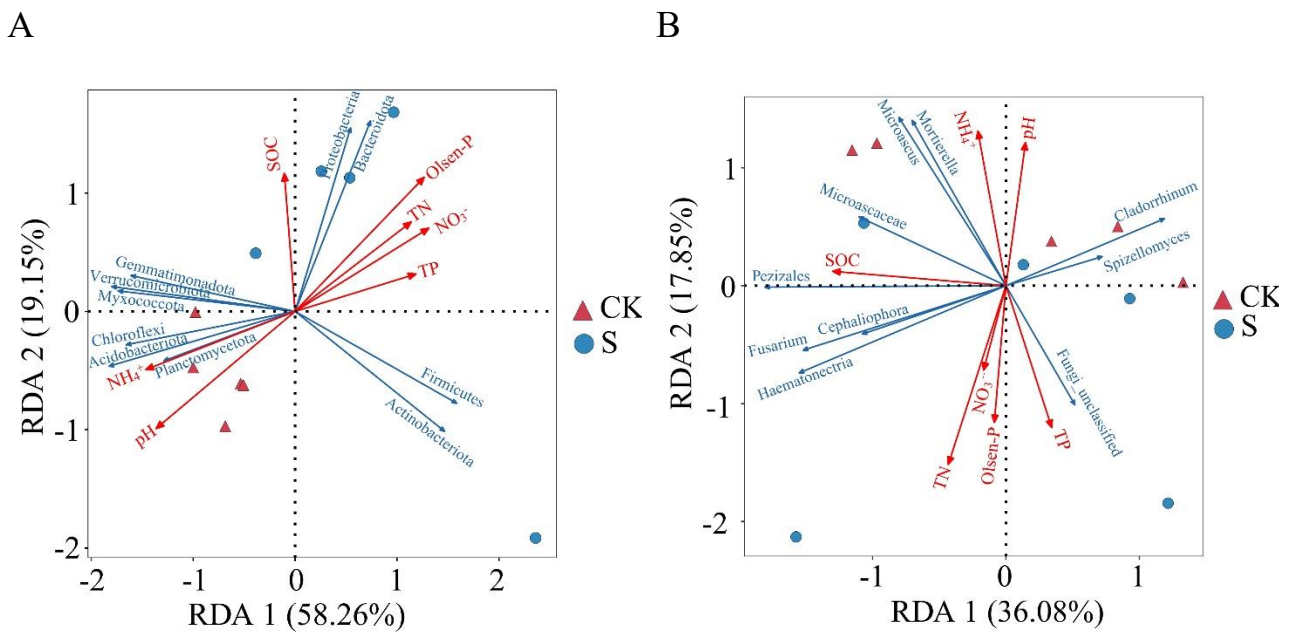 A
B
SOC
Proteobacteria
Bacteroidota
Olsen-P
TN
NO₃⁻
TP
Gemmatimonadota
Verrucomicrobiota
Myxococcota
Chloroflexi
Acidobacteriota
Planctomycetota
NH₄⁺
pH
Firmicutes
Actinobacteriota
1
0
-1
-2
-2
-1
0
1
2
RDA 2 (19.15%)
RDA 1 (58.26%)
CK
S
Microascus
Mortierella
NH₄⁺
pH
Microascaceae
Cladorrhinum
Spizellomyces
SOC
Pezizales
Cephaliophora
Fusarium
Haematonectria
NO₃⁻
Olsen-P
TN
TP
Fungi_unclassified
1
0
-1
-2
-1
0
1
RDA 2 (17.85%)
RDA 1 (36.08%)
CK
S